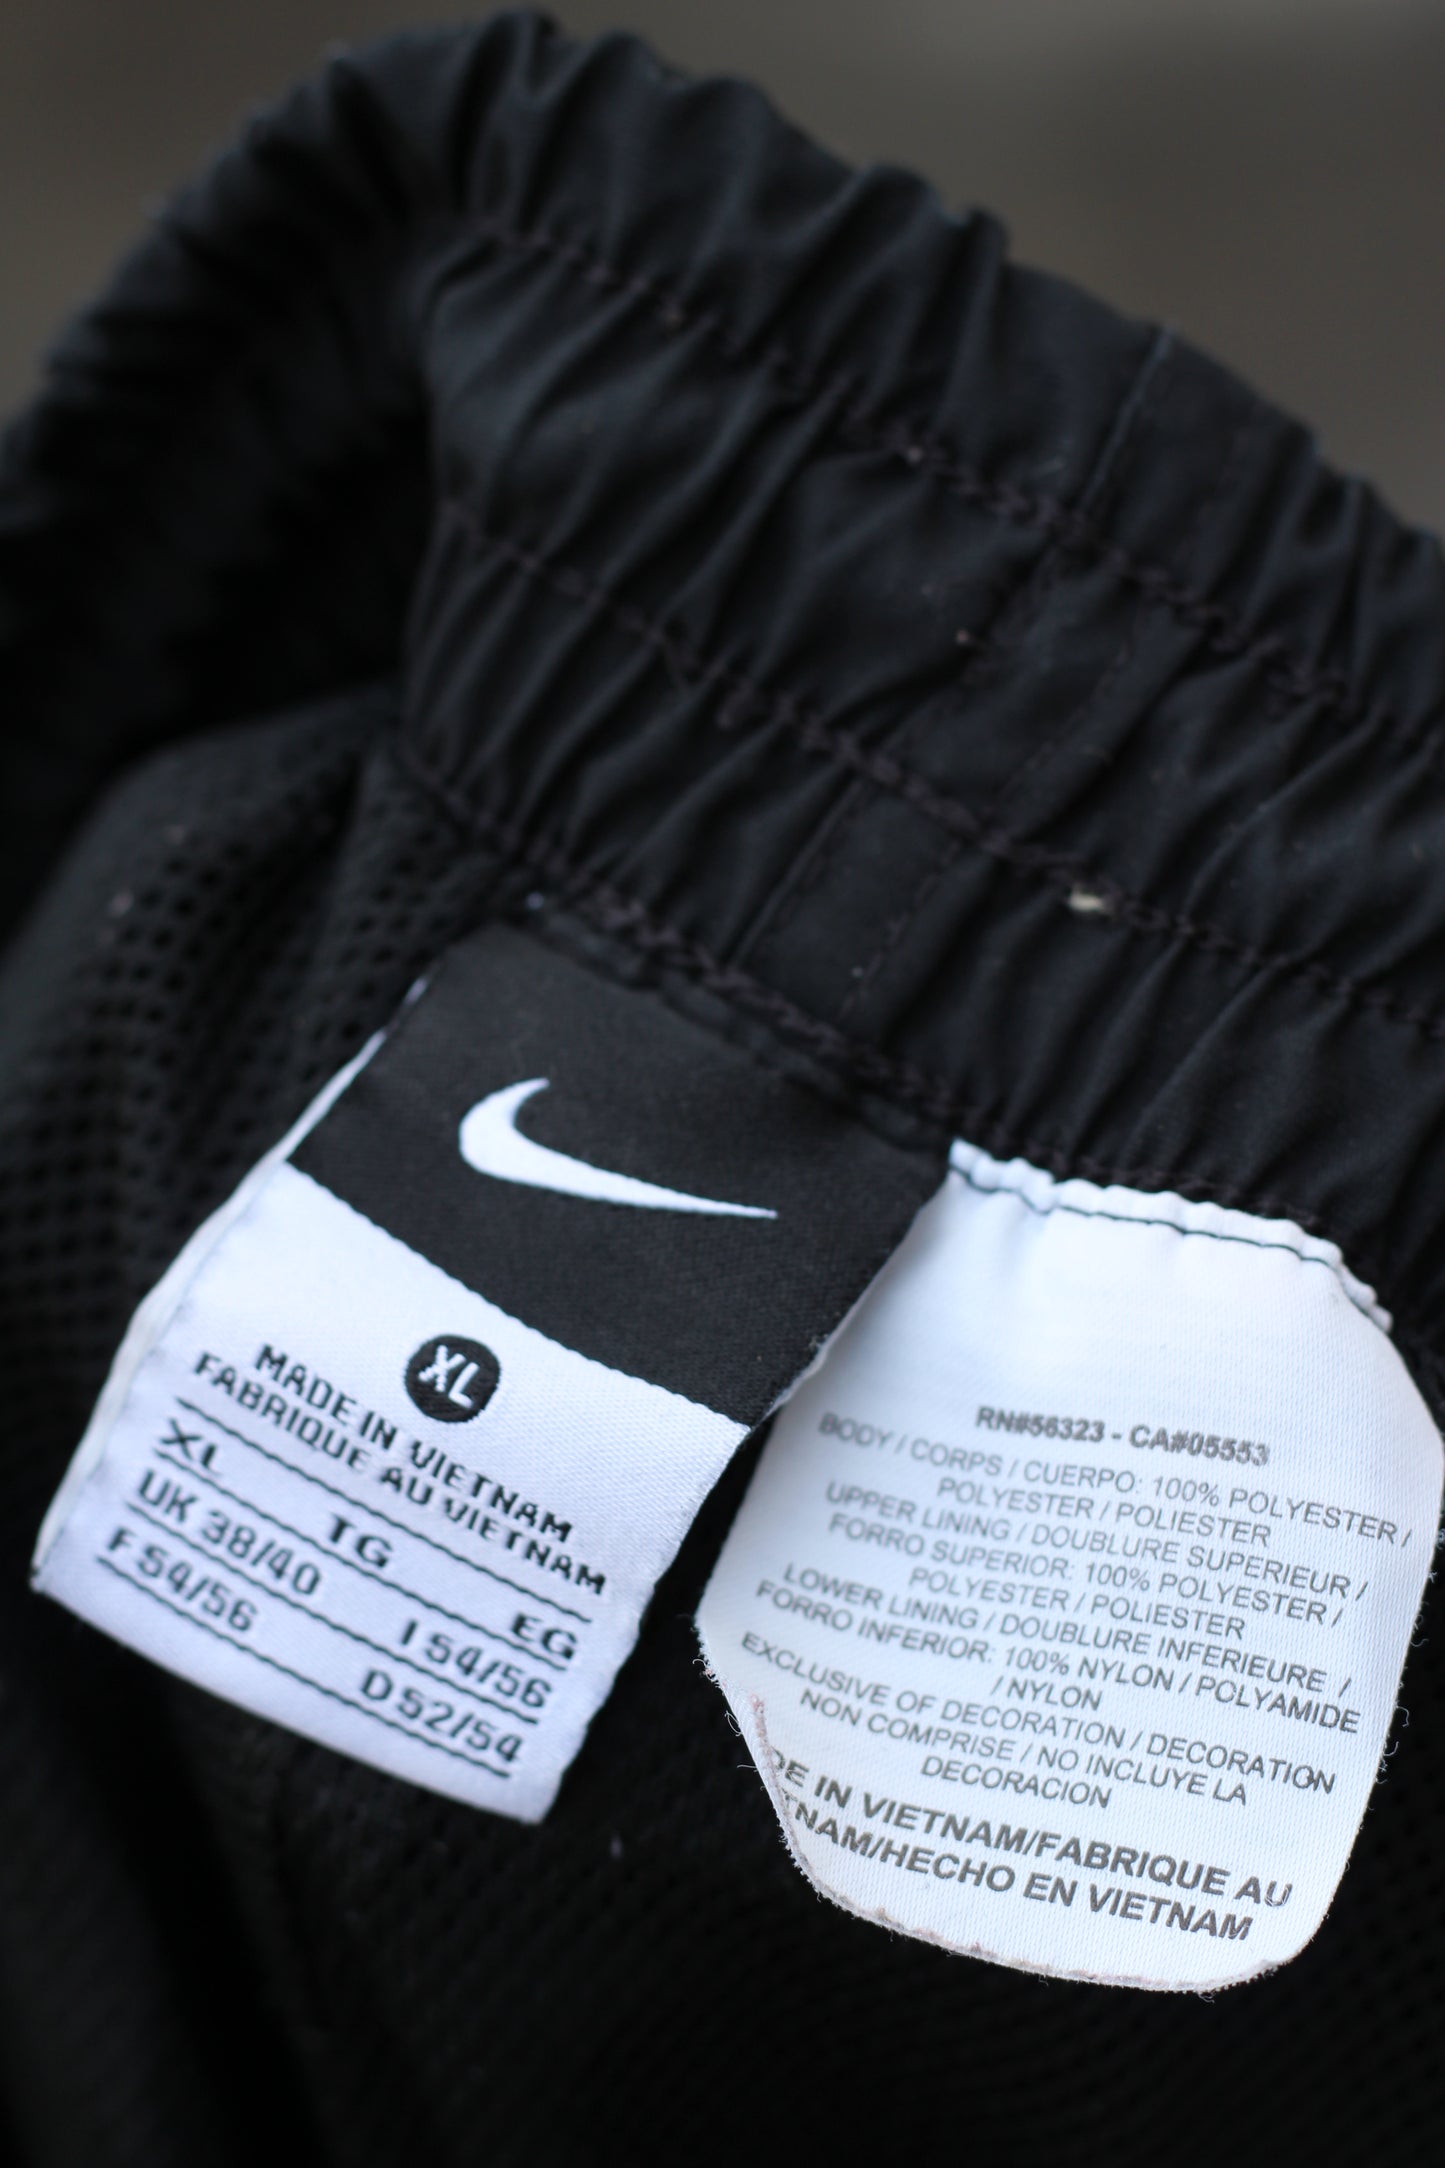 XL
MADE IN VIETNAM
FABRIQUE AU VIETNAM
XL TG EG
UK 38/40 I 54/56
F 54/56 D 52/54
RN#56323 - CA#05553
BODY / CORPS / CUERPO: 100% POLYESTER /
POLYESTER / POLIESTER
UPPER LINING / DOUBLURE SUPERIEUR /
FORRO SUPERIOR: 100% POLYESTER /
POLYESTER / POLIESTER
LOWER LINING / DOUBLURE INFERIEURE /
FORRO INFERIOR: 100% NYLON / POLYAMIDE
/ NYLON
EXCLUSIVE OF DECORATION / DECORATION
NON COMPRISE / NO INCLUYE LA
DECORACION
DE IN VIETNAM/FABRIQUE AU
TNAM/HECHO EN VIETNAM